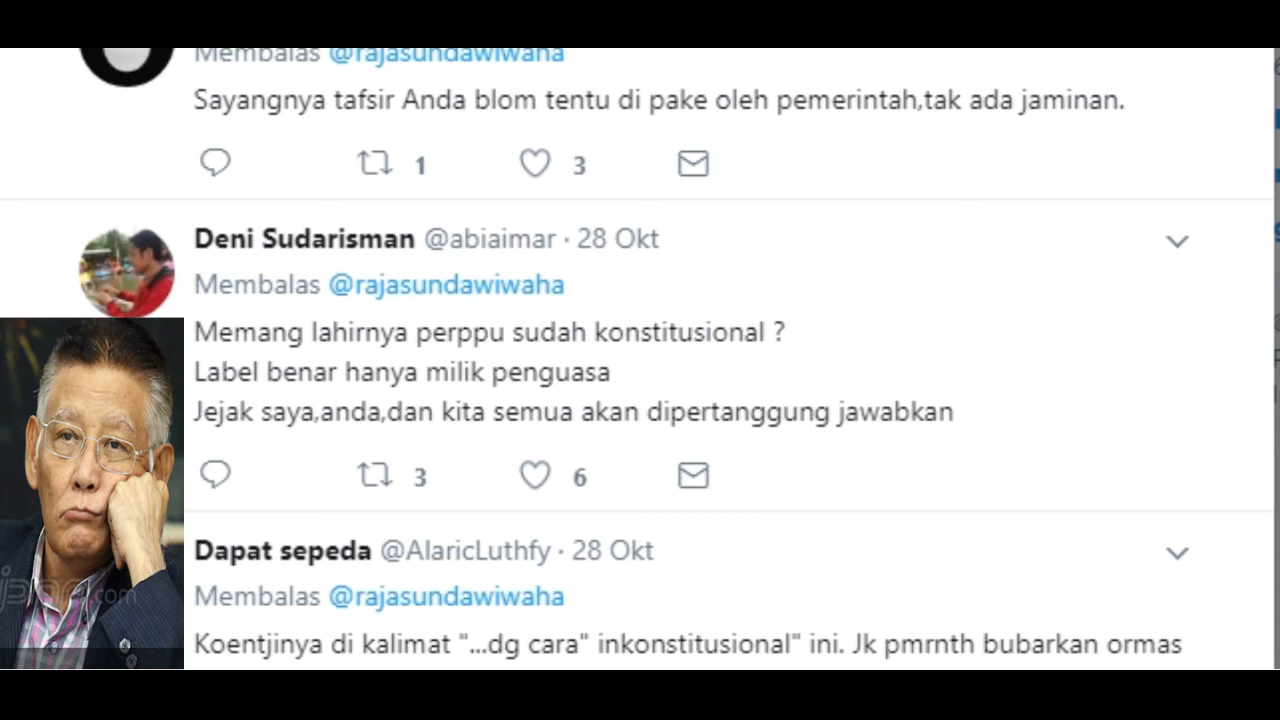 Membalas @rajasundawiwaha
Sayangnya tafsir Anda blom tentu di pake oleh pemerintah,tak ada jaminan.
1 3
Deni Sudarisman @abiaimar · 28 Okt
Membalas @rajasundawiwaha
Memang lahirnya perppu sudah konstitusional ?
Label benar hanya milik penguasa
Jejak saya,anda,dan kita semua akan dipertanggung jawabkan
3 6
Dapat sepeda @AlaricLuthfy · 28 Okt
Membalas @rajasundawiwaha
Koentjinya di kalimat "...dg cara" inkonstitusional" ini. Jk pmrnth bubarkan ormas